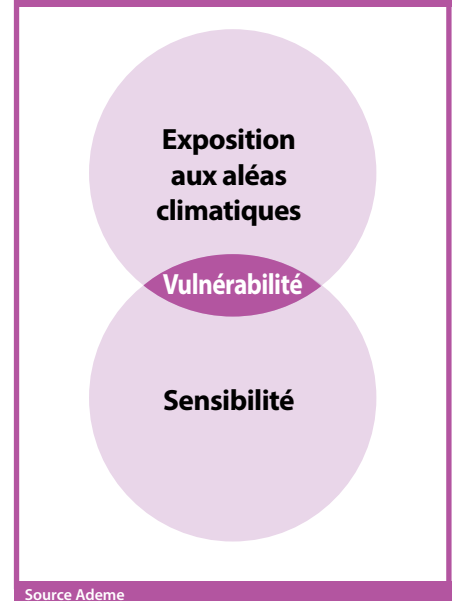 Exposition
aux aléas
climatiques
Vulnérabilité
Sensibilité
Source Ademe